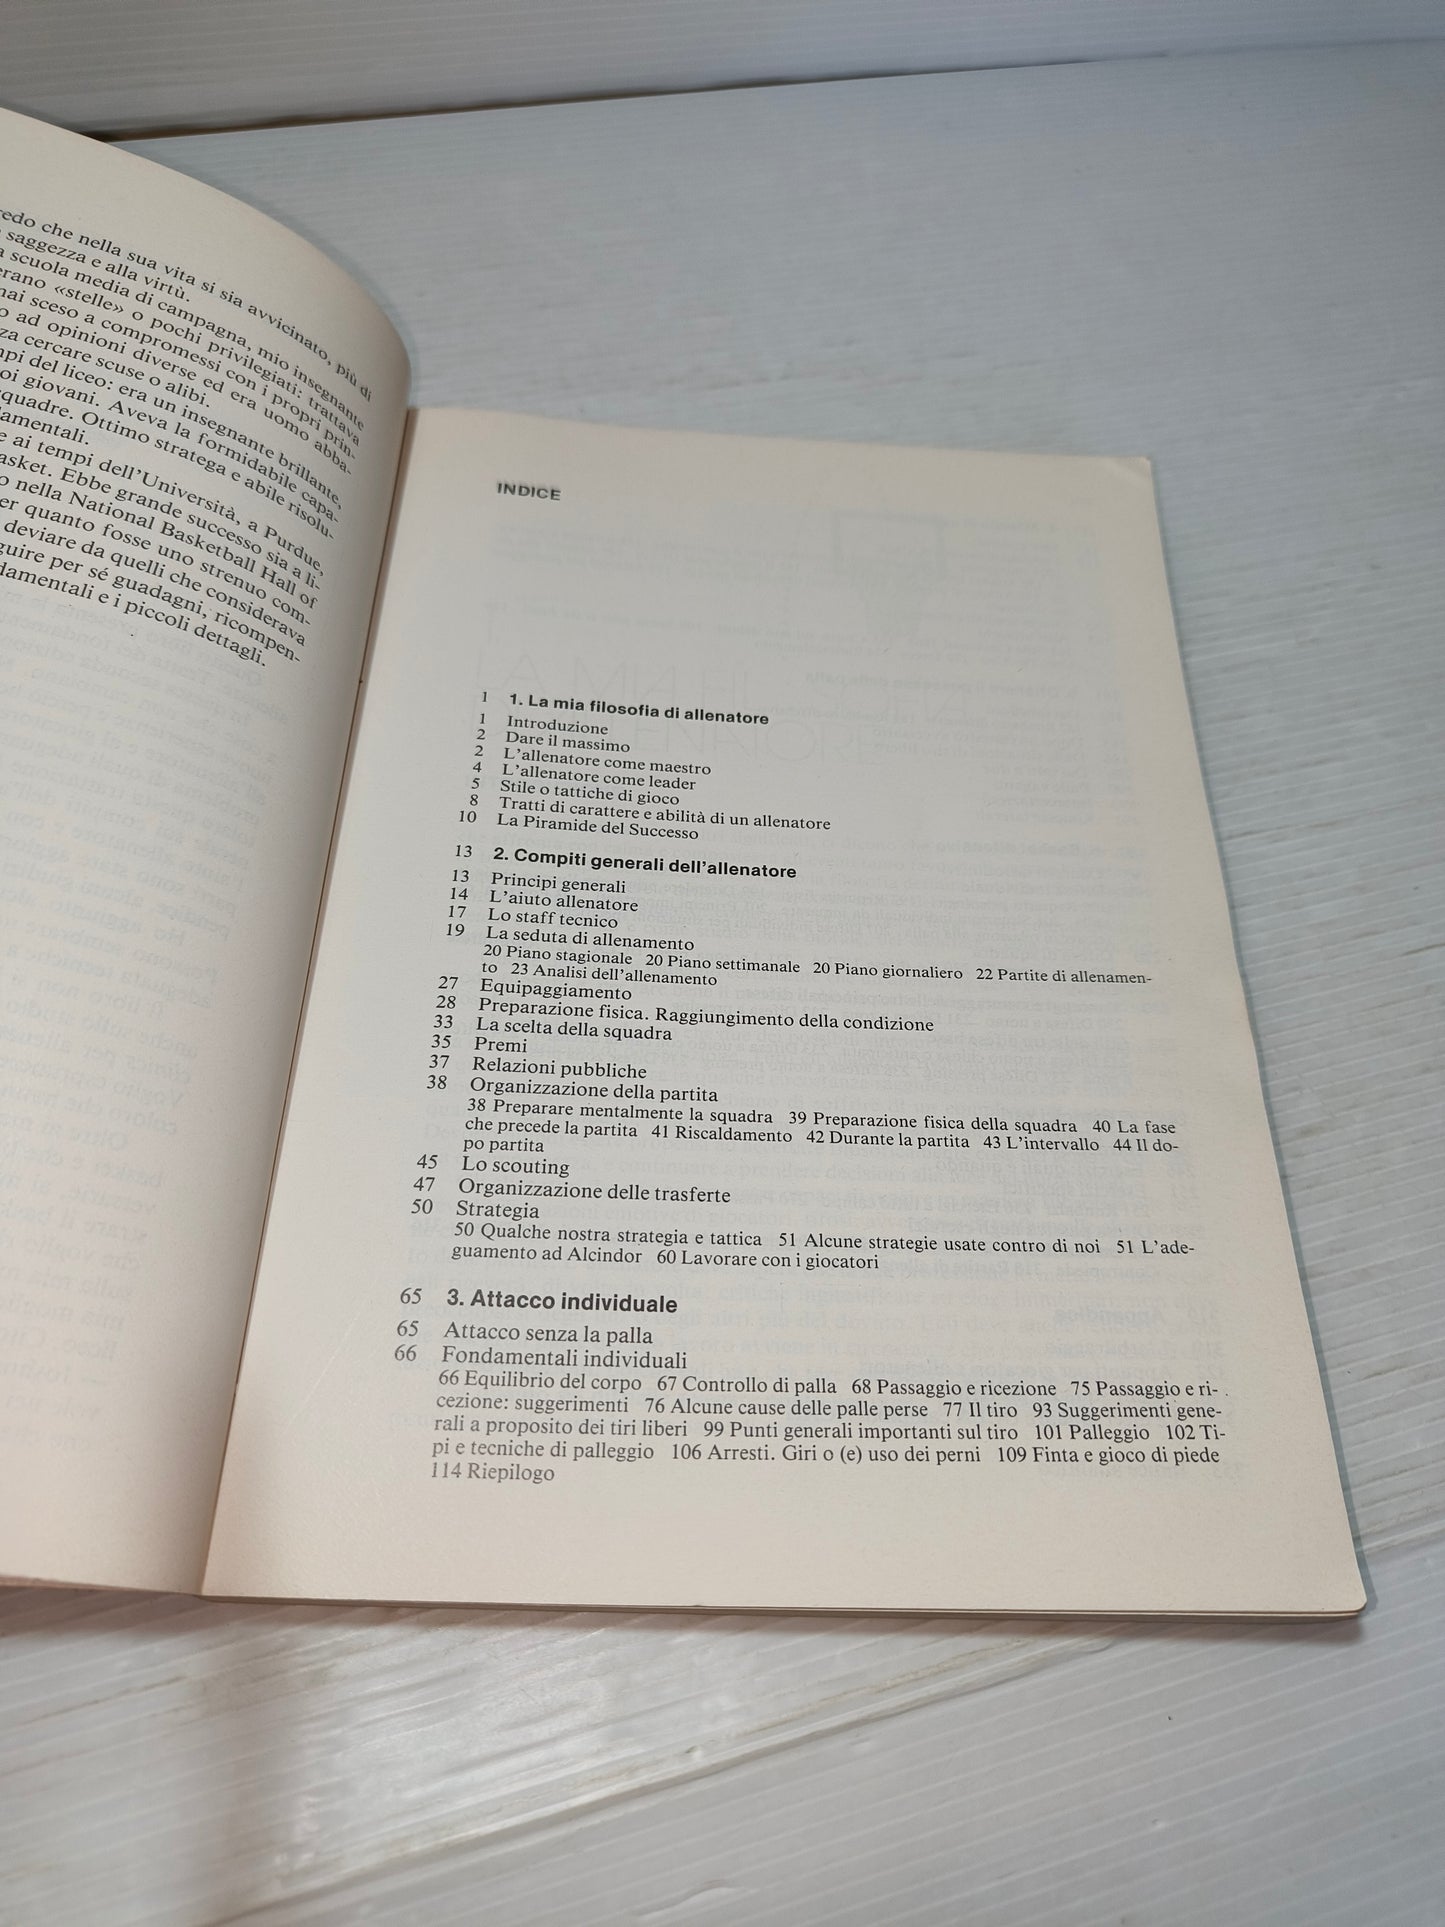 redo che nella sua vita si sia avvicinato, più di
saggezza e alla virtù.
scuola media di campagna, mio insegnante
erano «stelle» o pochi privilegiati: trattava
mai sceso a compromessi con i propri prin-
ad opinioni diverse ed era uomo abba-
za cercare scuse o alibi.
mpi del liceo: era un insegnante brillante,
oi giovani. Aveva la formidabile capa-
squadre. Ottimo stratega e abile risolu-
damentali.
e ai tempi dell'Università, a Purdue,
asket. Ebbe grande successo sia a li-
o nella National Basketball Hall of
er quanto fosse uno strenuo com-
deviare da quelli che considerava
guire per sé guadagni, ricompen-
damentali e i piccoli dettagli.
INDICE
1 1. La mia filosofia di allenatore
1 Introduzione
2 Dare il massimo
2 L'allenatore come maestro
4 L'allenatore come leader
5 Stile o tattiche di gioco
8 Tratti di carattere e abilità di un allenatore
10 La Piramide del Successo
13 2. Compiti generali dell'allenatore
13 Principi generali
14 L'aiuto allenatore
17 Lo staff tecnico
19 La seduta di allenamento
20 Piano stagionale 20 Piano settimanale 20 Piano giornaliero 22 Partite di allenamen-
to 23 Analisi dell'allenamento
27 Equipaggiamento
28 Preparazione fisica. Raggiungimento della condizione
33 La scelta della squadra
35 Premi
37 Relazioni pubbliche
38 Organizzazione della partita
38 Preparare mentalmente la squadra 39 Preparazione fisica della squadra 40 La fase
che precede la partita 41 Riscaldamento 42 Durante la partita 43 L'intervallo 44 Il do-
po partita
45 Lo scouting
47 Organizzazione delle trasferte
50 Strategia
50 Qualche nostra strategia e tattica 51 Alcune strategie usate contro di noi 51 L'ade-
guamento ad Alcindor 60 Lavorare con i giocatori
65 3. Attacco individuale
65 Attacco senza la palla
66 Fondamentali individuali
66 Equilibrio del corpo 67 Controllo di palla 68 Passaggio e ricezione 75 Passaggio e ri-
cezione: suggerimenti 76 Alcune cause delle palle perse 77 Il tiro 93 Suggerimenti gene-
rali a proposito dei tiri liberi 99 Punti generali importanti sul tiro 101 Palleggio 102 Ti-
pi e tecniche di palleggio 106 Arresti. Giri o (e) uso dei perni 109 Finta e gioco di piede
114 Riepilogo